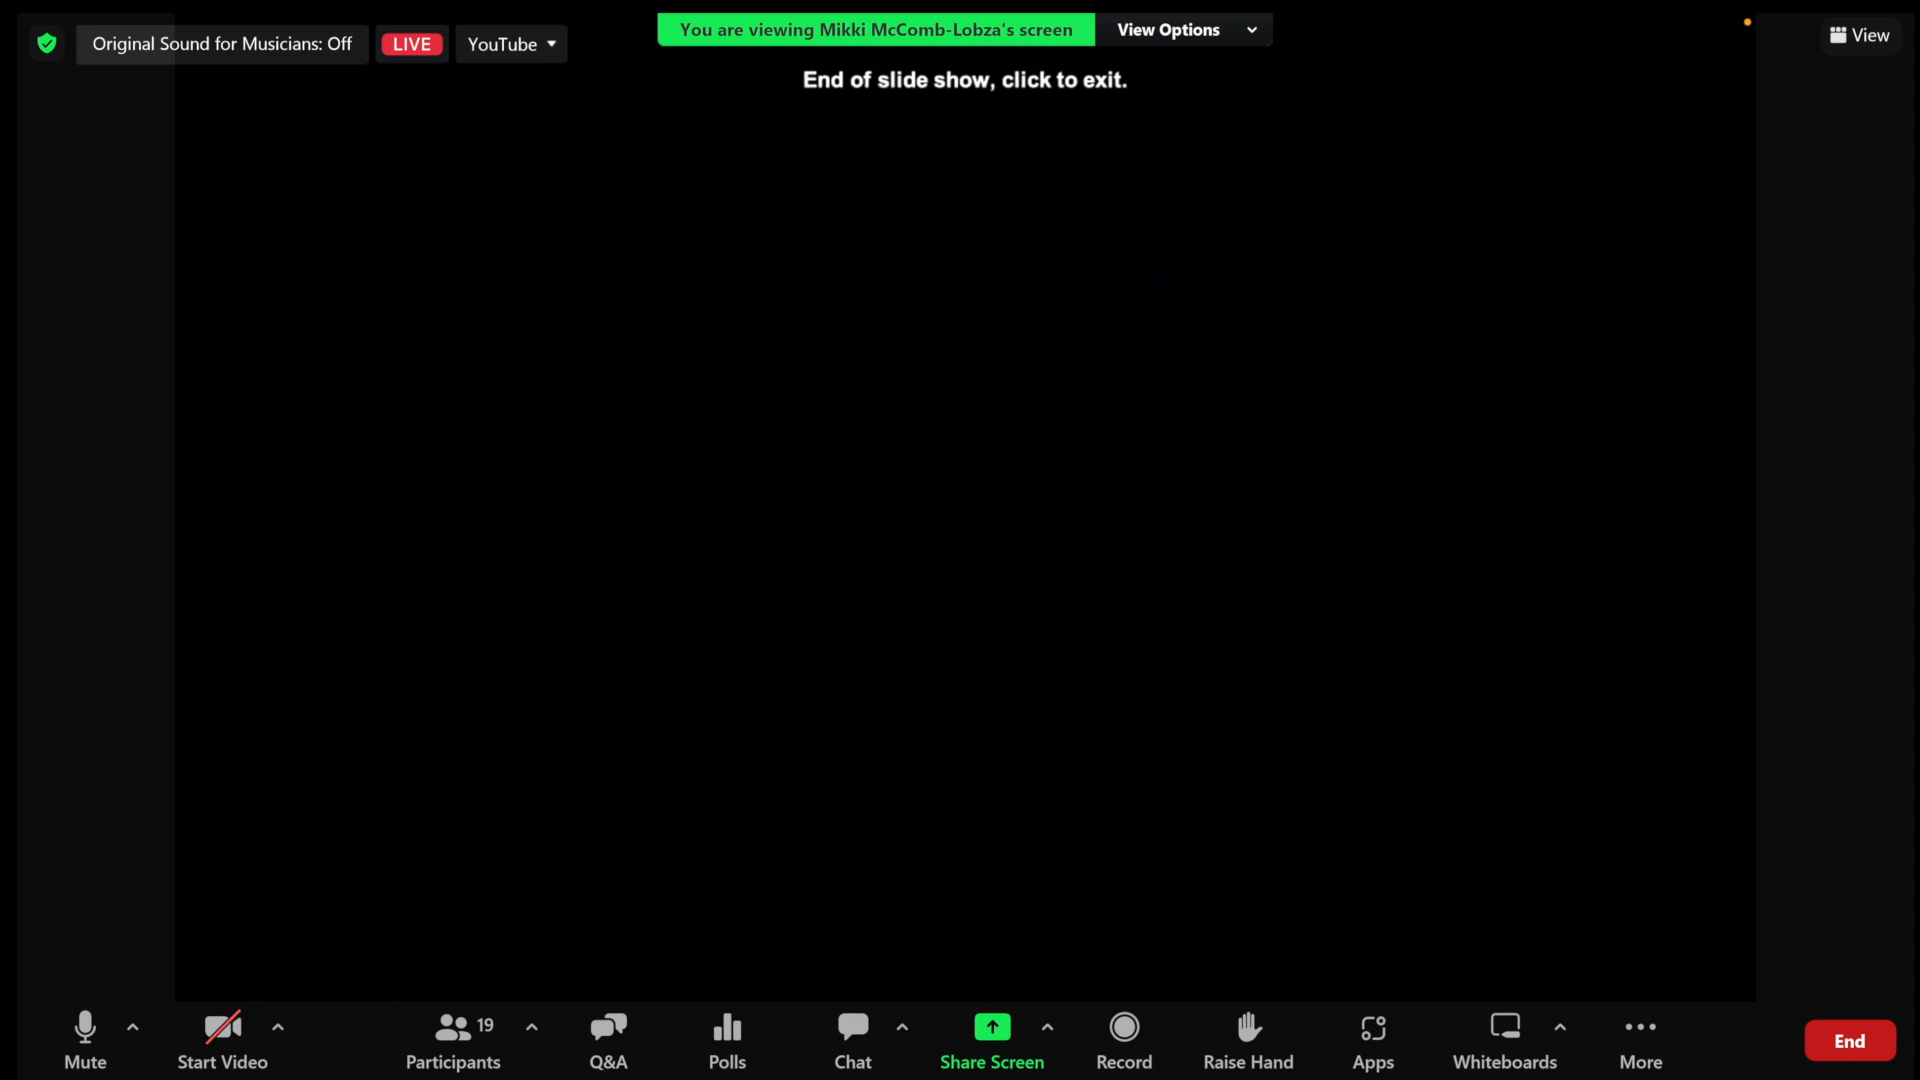 Original Sound for Musicians: Off
LIVE
YouTube
You are viewing Mikki McComb-Lobza's screen
View Options
View
End of slide show, click to exit.
Mute
Start Video
19
Participants
Q&A
Polls
Chat
Share Screen
Record
Raise Hand
Apps
Whiteboards
More
End